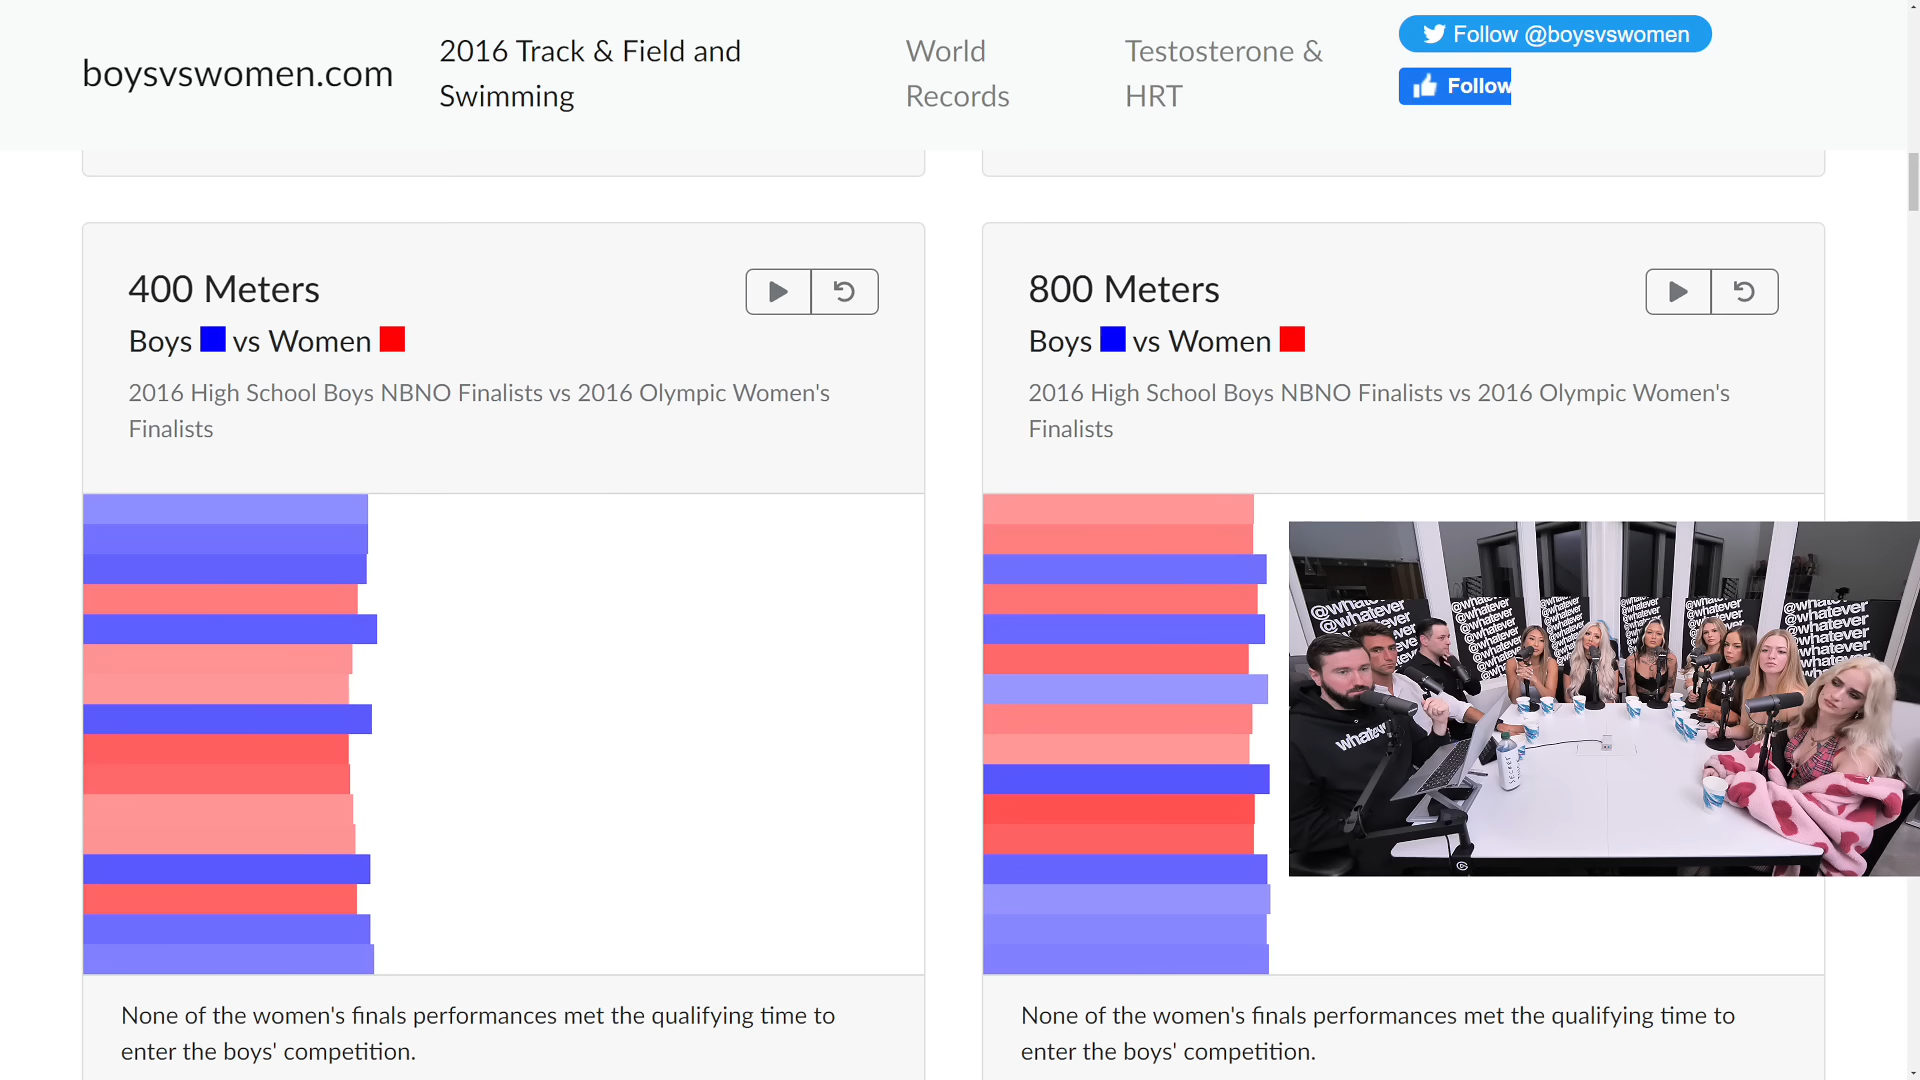 boysvswomen.com
2016 Track & Field and
Swimming
World
Records
Testosterone &
HRT
Follow @boysvswomen
Follow
400 Meters
Boys vs Women
2016 High School Boys NBNO Finalists vs 2016 Olympic Women's
Finalists
None of the women's finals performances met the qualifying time to
enter the boys' competition.
800 Meters
Boys vs Women
2016 High School Boys NBNO Finalists vs 2016 Olympic Women's
Finalists
@whatever
@whatever
@whatever
@whatever
whatever
None of the women's finals performances met the qualifying time to
enter the boys' competition.